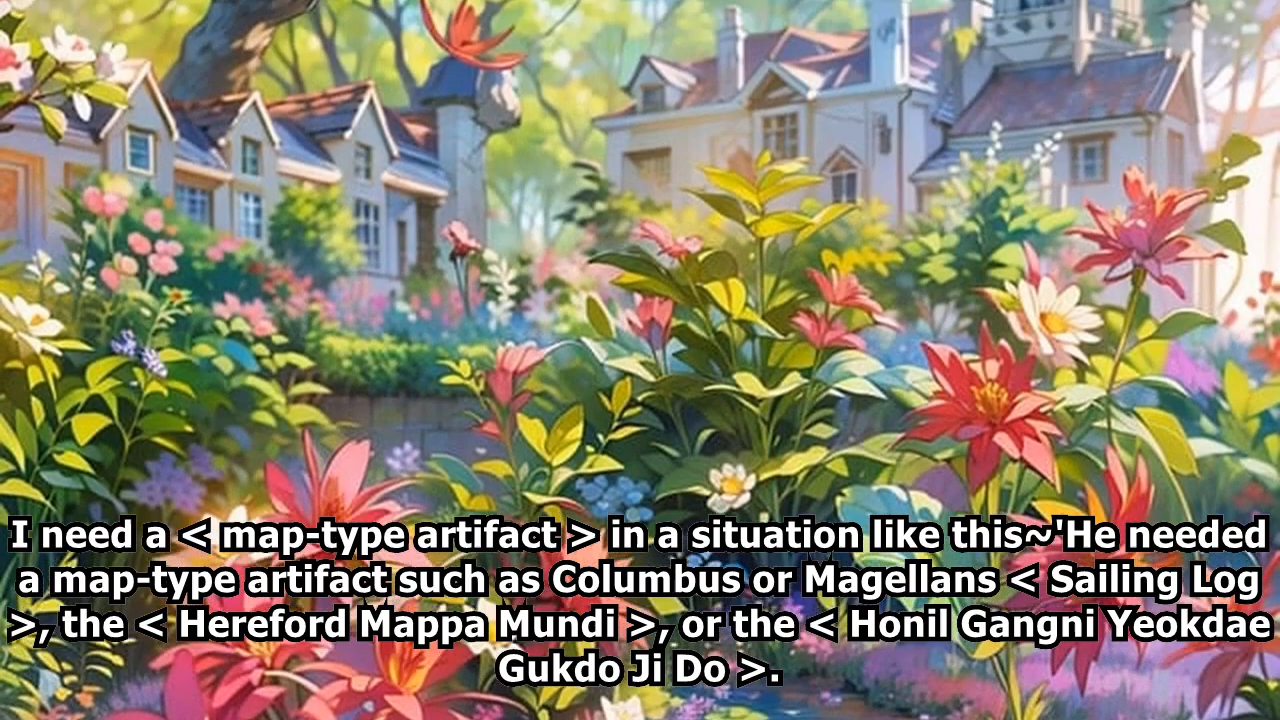 I need a < map-type artifact > in a situation like this~'He needed
a map-type artifact such as Columbus or Magellans < Sailing Log
>, the < Hereford Mappa Mundi >, or the < Honil Gangni Yeokdae
Gukdo Ji Do >.